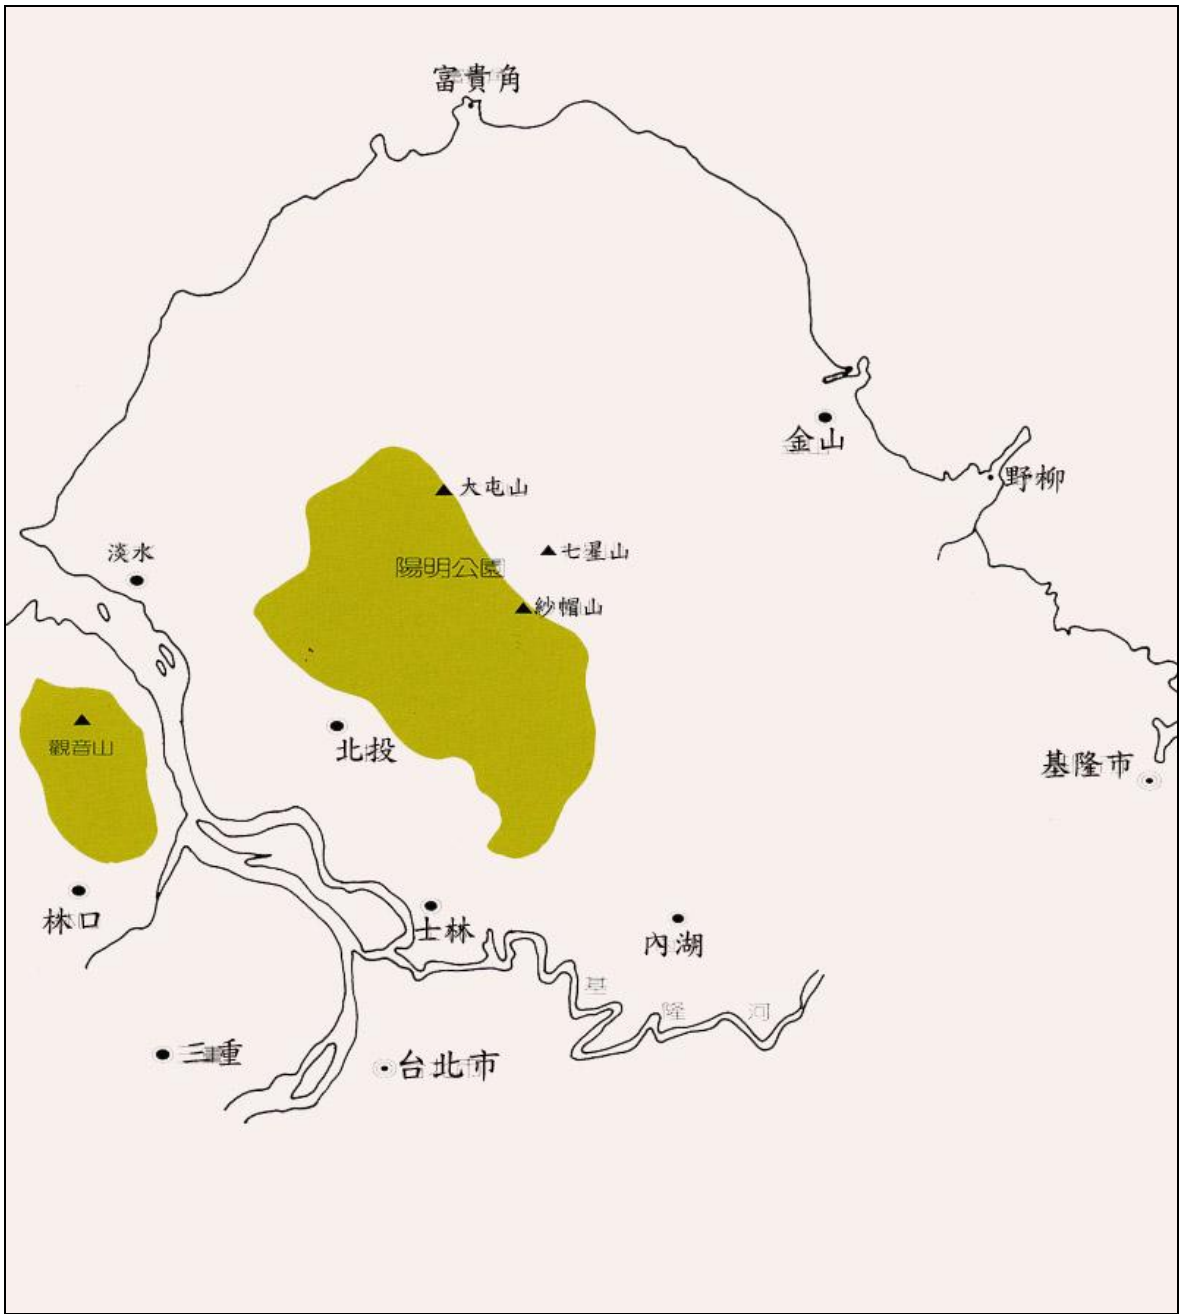 富貴角
金山
野柳
大屯山
七星山
淡水
陽明公園
紗帽山
觀音山
北投
基隆市
林口
士林
內湖
基隆河
三重
台北市